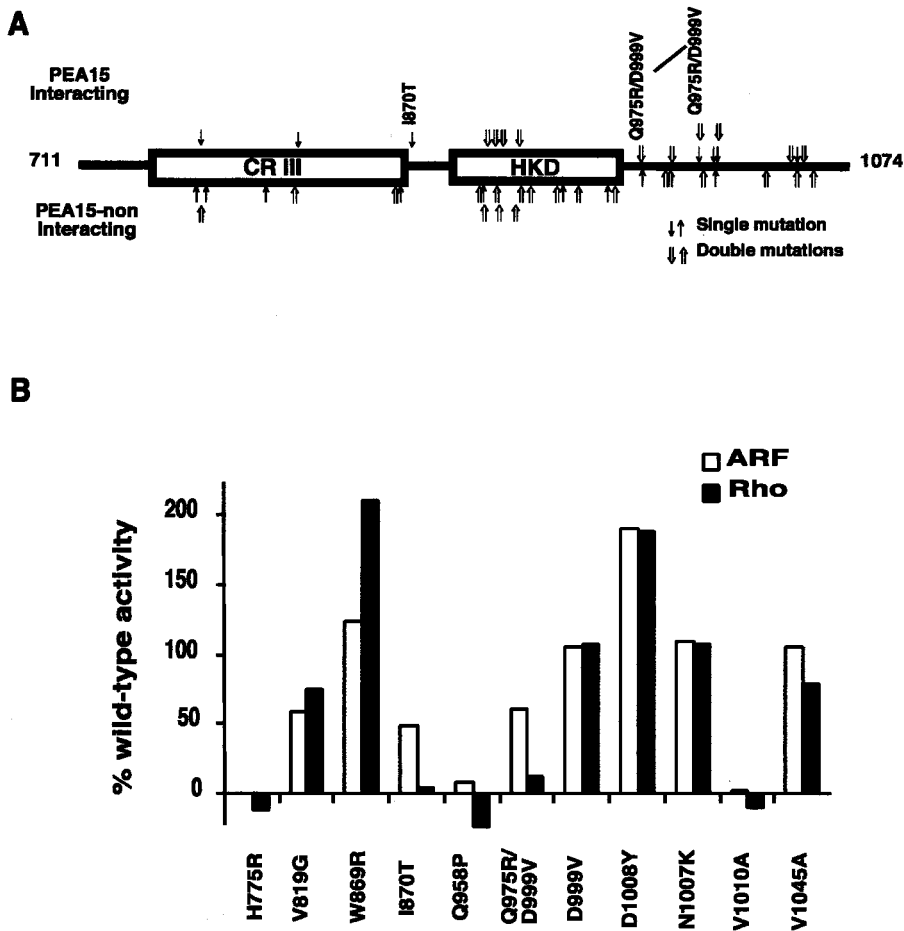 A
PEA15
Interacting
I870T
Q975R/D999V
Q975R/D999V
711
CR III
HKD
1074
PEA15-non
Interacting
Single mutation
Double mutations
B
ARF
Rho
% wild-type activity
200
150
100
50
0
H775R
V819G
W869R
I870T
Q958P
Q975R/
D999V
D999V
D1008Y
N1007K
V1010A
V1045A